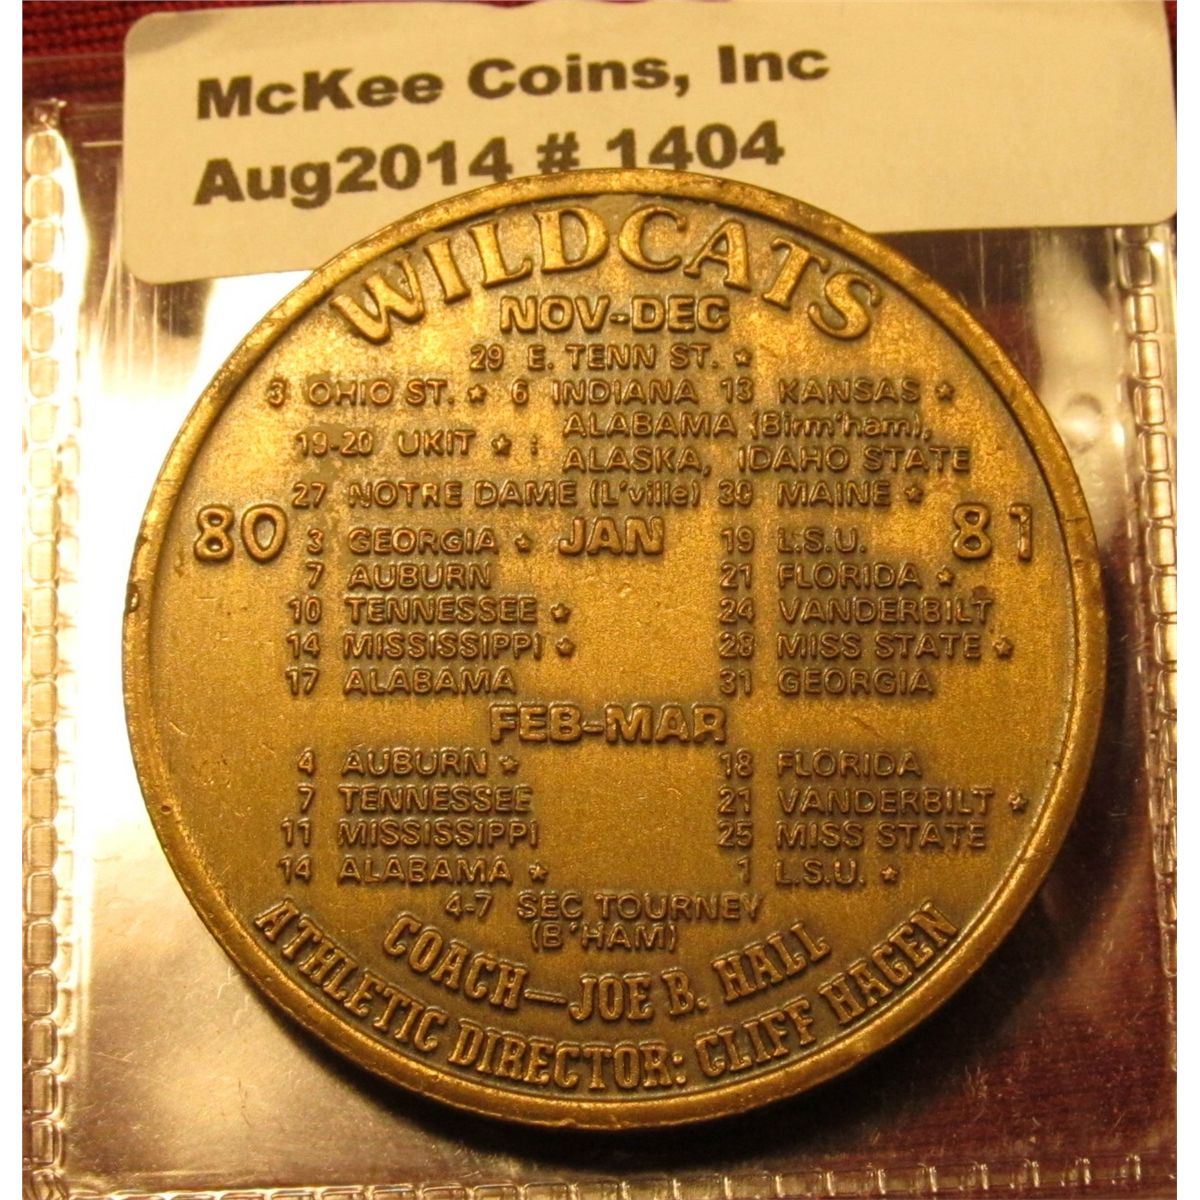 McKee Coins, Inc
Aug2014 # 1404
WILDCATS
NOV-DEC
29 E. TENN ST. ★
3 OHIO ST. ★ 6 INDIANA 13 KANSAS ★
19-20 UKIT ★ : ALABAMA (Birm'ham),
ALASKA, IDAHO STATE
27 NOTRE DAME (L'ville) 30 MAINE ★
80 81
3 GEORGIA ★ JAN 19 L.S.U.
7 AUBURN 21 FLORIDA ★
10 TENNESSEE ★ 24 VANDERBILT
14 MISSISSIPPI ★ 28 MISS STATE ★
17 ALABAMA 31 GEORGIA
FEB-MAR
4 AUBURN ★ 18 FLORIDA
7 TENNESSEE 21 VANDERBILT ★
11 MISSISSIPPI 25 MISS STATE
14 ALABAMA ★ 1 L.S.U. ★
4-7 SEC TOURNEY
(B'HAM)
COACH—JOE B. HALL
ATHLETIC DIRECTOR: CLIFF HAGEN